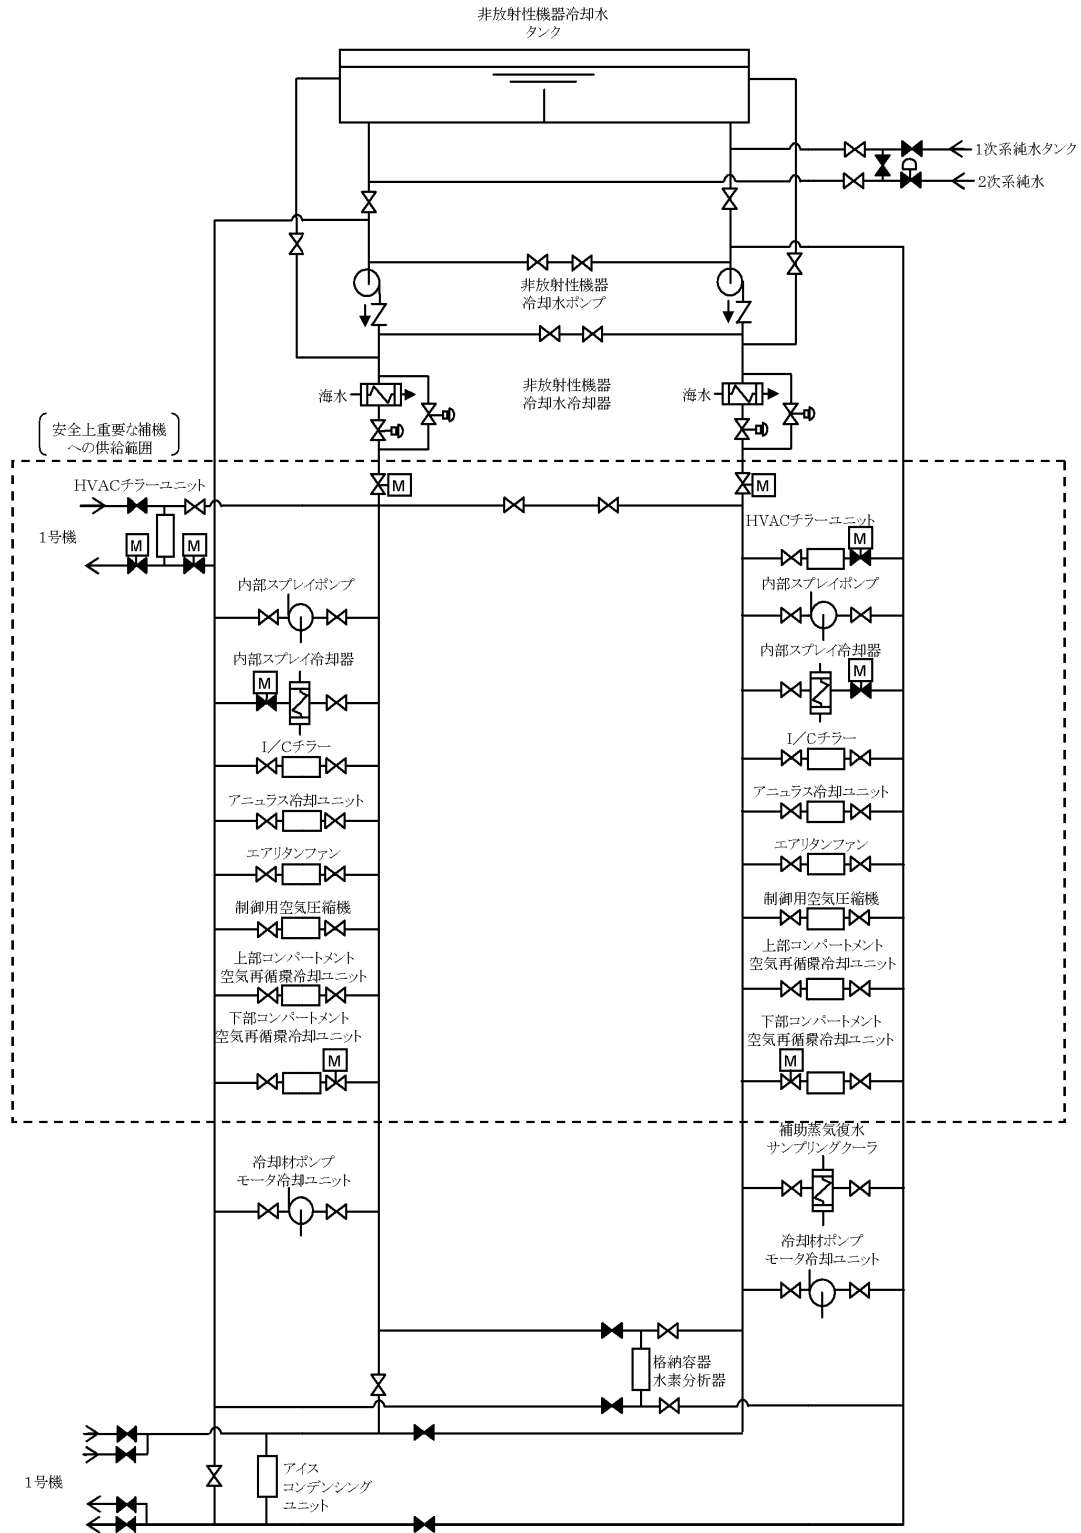 非放射性機器冷却水
タンク
1次系純水タンク
2次系純水
非放射性機器
冷却水ポンプ
海水
非放射性機器
冷却水冷却器
海水
安全上重要な補機
への供給範囲
M
M
HVACチラーユニット
1号機
M
M
HVACチラーユニット
M
内部スプレイポンプ
内部スプレイポンプ
内部スプレイ冷却器
M
内部スプレイ冷却器
M
I/Cチラー
I/Cチラー
アニュラス冷却ユニット
アニュラス冷却ユニット
エアリタンファン
エアリタンファン
制御用空気圧縮機
制御用空気圧縮機
上部コンパートメント
空気再循環冷却ユニット
上部コンパートメント
空気再循環冷却ユニット
下部コンパートメント
空気再循環冷却ユニット
M
下部コンパートメント
空気再循環冷却ユニット
M
補助蒸気復水
サンプリングクーラ
冷却材ポンプ
モータ冷却ユニット
冷却材ポンプ
モータ冷却ユニット
格納容器
水素分析器
1号機
アイス
コンデンシング
ユニット